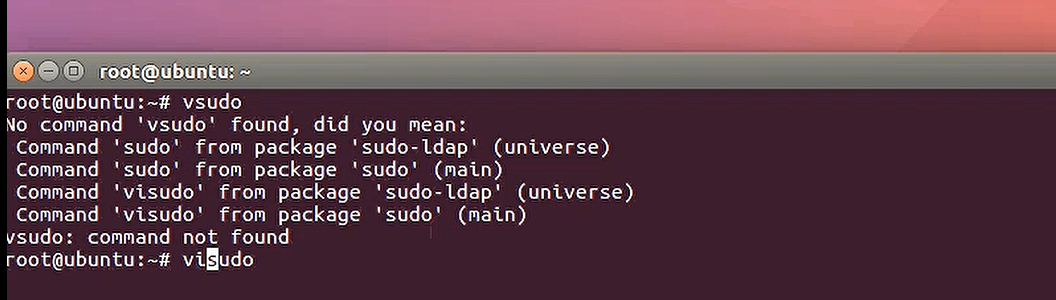 root@ubuntu: ~
root@ubuntu:~# vsudo
No command 'vsudo' found, did you mean:
Command 'sudo' from package 'sudo-ldap' (universe)
Command 'sudo' from package 'sudo' (main)
Command 'visudo' from package 'sudo-ldap' (universe)
Command 'visudo' from package 'sudo' (main)
vsudo: command not found
root@ubuntu:~# visudo